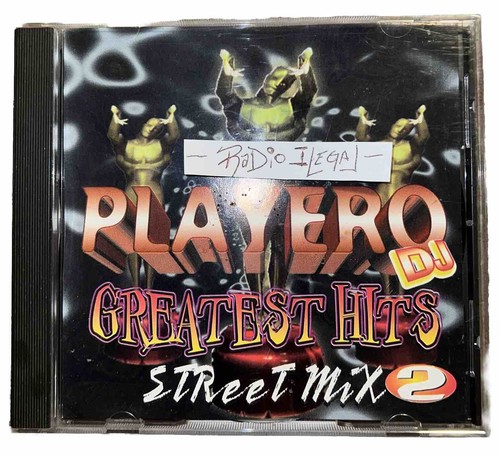 - RaDio ILEGAL -
PLAYERO
DJ
GREATEST HITS
STReeT MiX 2